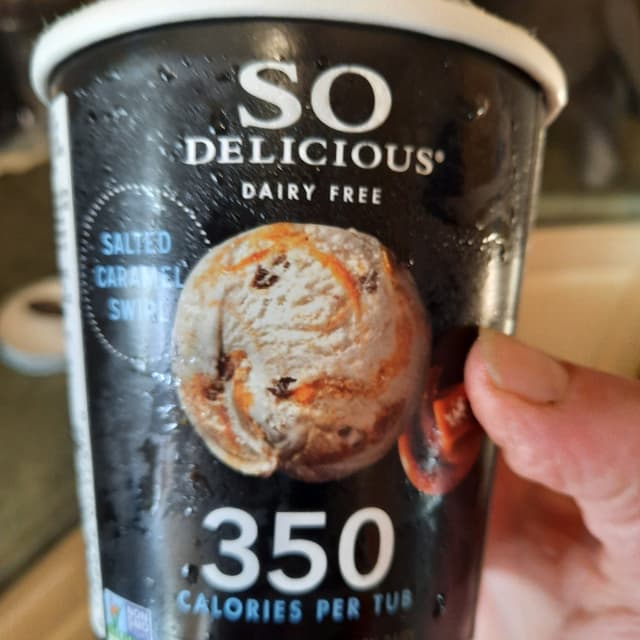 SO
DELICIOUS®
DAIRY FREE
SALTED
CARAMEL
SWIRL
350
CALORIES PER TUB